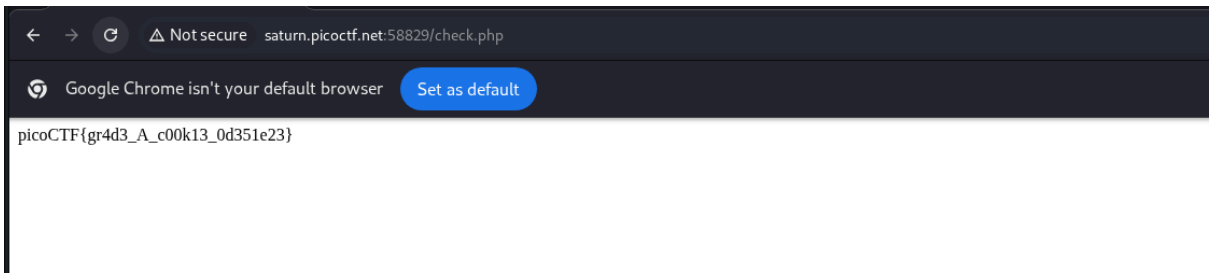 Not secure saturn.picoctf.net:58829/check.php
Google Chrome isn't your default browser Set as default
picoCTF{gr4d3_A_c00k13_0d351e23}